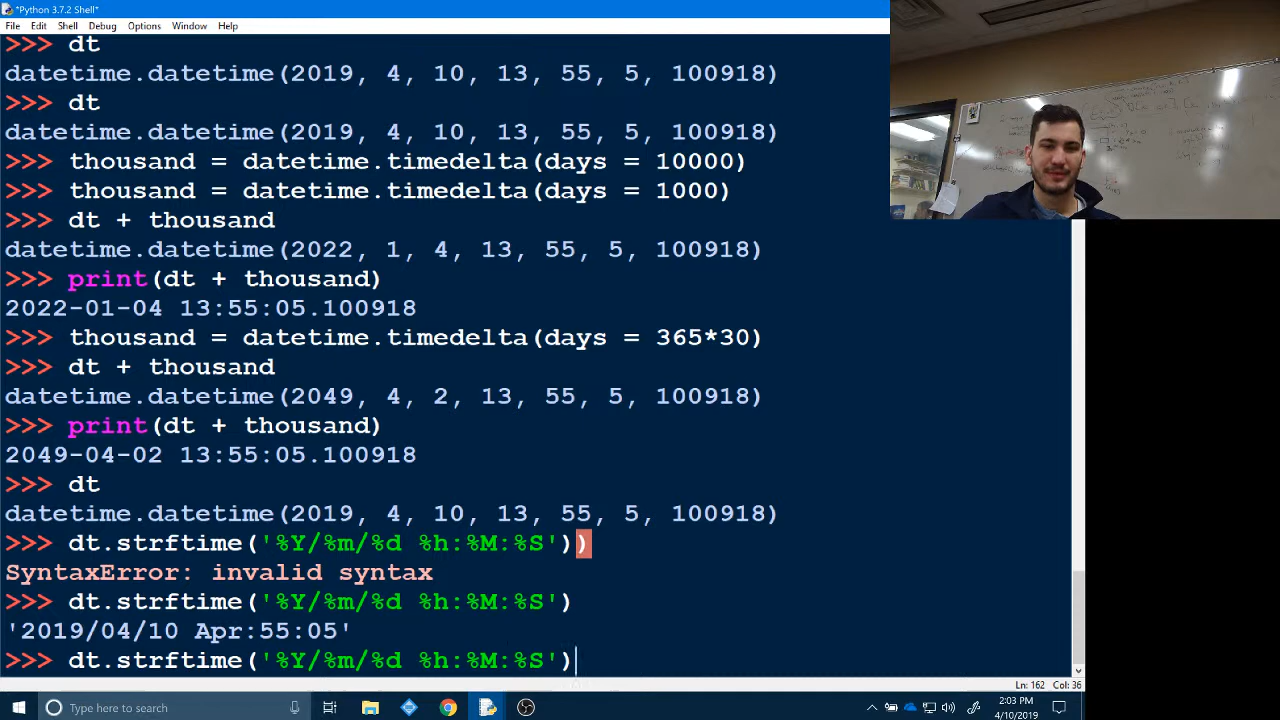 *Python 3.7.2 Shell*
File Edit Shell Debug Options Window Help
>>> dt
datetime.datetime(2019, 4, 10, 13, 55, 5, 100918)
>>> dt
datetime.datetime(2019, 4, 10, 13, 55, 5, 100918)
>>> thousand = datetime.timedelta(days = 10000)
>>> thousand = datetime.timedelta(days = 1000)
>>> dt + thousand
datetime.datetime(2022, 1, 4, 13, 55, 5, 100918)
>>> print(dt + thousand)
2022-01-04 13:55:05.100918
>>> thousand = datetime.timedelta(days = 365*30)
>>> dt + thousand
datetime.datetime(2049, 4, 2, 13, 55, 5, 100918)
>>> print(dt + thousand)
2049-04-02 13:55:05.100918
>>> dt
datetime.datetime(2019, 4, 10, 13, 55, 5, 100918)
>>> dt.strftime('%Y/%m/%d %h:%M:%S'))
SyntaxError: invalid syntax
>>> dt.strftime('%Y/%m/%d %h:%M:%S')
'2019/04/10 Apr:55:05'
>>> dt.strftime('%Y/%m/%d %h:%M:%S')
Ln: 162 Col: 36
Type here to search
2:03 PM
4/10/2019